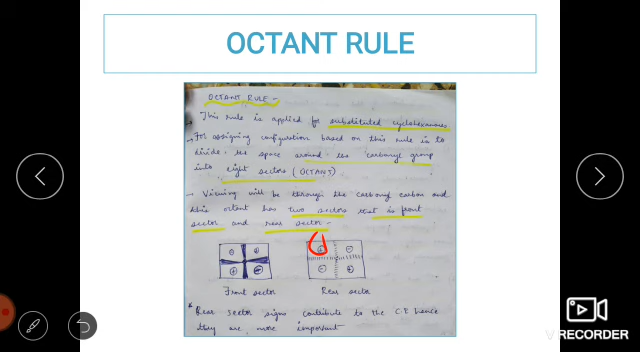 OCTANT RULE
OCTANT RULE -
→ This rule is applied for substituted cyclohexanones
→ For assigning configuration based on this rule is to
divide the space around the carbonyl group
into eight sectors (OCTANT)
→ Viewing will be through the carbonyl carbon and
this octant has two sectors that is front
sector and rear sector -
Front sector
Rear sector
* Rear sector signs contribute to the C.E hence
they are more important
V RECORDER